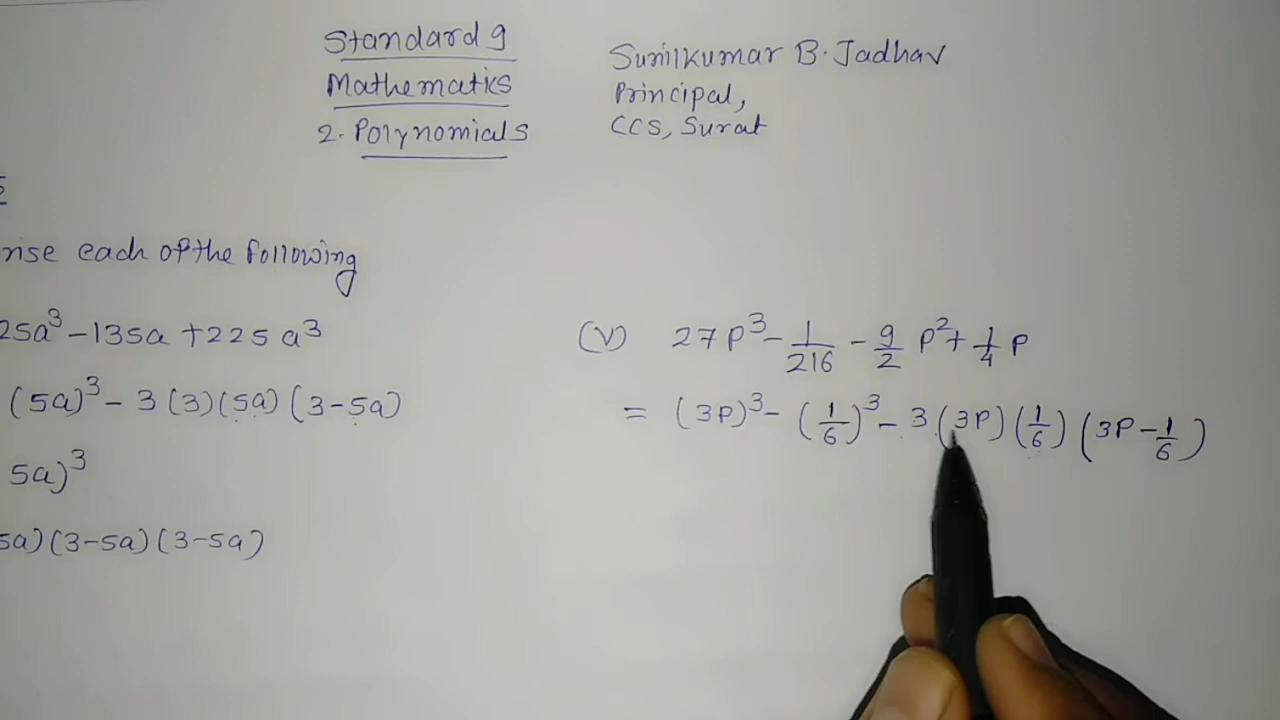 Standard 9
Mathematics
2. Polynomials
Sunilkumar B. Jadhav
Principal,
CCS, Surat
rise each of the following
25a³ - 135a + 225a³
(5a)³ - 3(3)(5a)(3-5a)
5a)³
5a)(3-5a)(3-5a)
(V) 27P³ - 1/216 - 9/2 P² + 1/4 P
= (3P)³ - (1/6)³ - 3(3P)(1/6)(3P - 1/6)